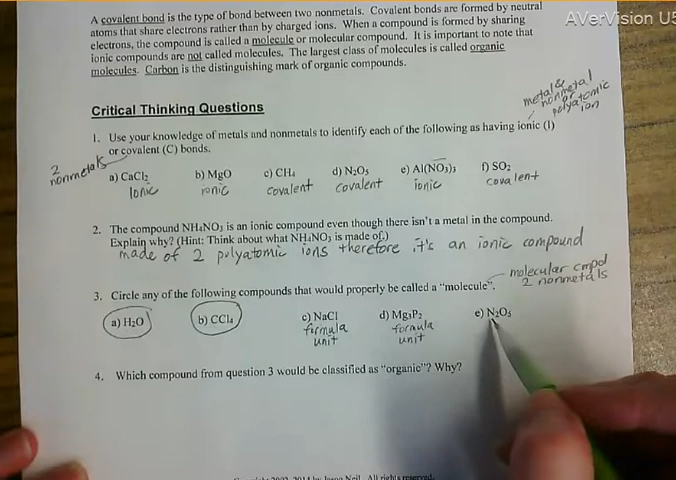 AVerVision U5
A covalent bond is the type of bond between two nonmetals. Covalent bonds are formed by neutral
atoms that share electrons rather than by charged ions. When a compound is formed by sharing
electrons, the compound is called a molecule or molecular compound. It is important to note that
ionic compounds are not called molecules. The largest class of molecules is called organic
molecules. Carbon is the distinguishing mark of organic compounds.
metal &
nonmetal
or
polyatomic
ion
Critical Thinking Questions
1. Use your knowledge of metals and nonmetals to identify each of the following as having ionic (I)
or covalent (C) bonds.
2
nonmetals
a) CaCl₂ b) MgO c) CH₄ d) N₂O₅ e) Al(NO₃)₃ f) SO₂
Ionic ionic covalent covalent ionic covalent
2. The compound NH₄NO₃ is an ionic compound even though there isn't a metal in the compound.
Explain why? (Hint: Think about what NH₄NO₃ is made of.)
made of 2 polyatomic ions therefore it's an ionic compound
molecular cmpd
2 nonmetals
3. Circle any of the following compounds that would properly be called a "molecule".
a) H₂O b) CCl₄ c) NaCl d) Mg₃P₂ e) N₂O₅
formula formula
unit unit
4. Which compound from question 3 would be classified as "organic"? Why?
All rights reserved.